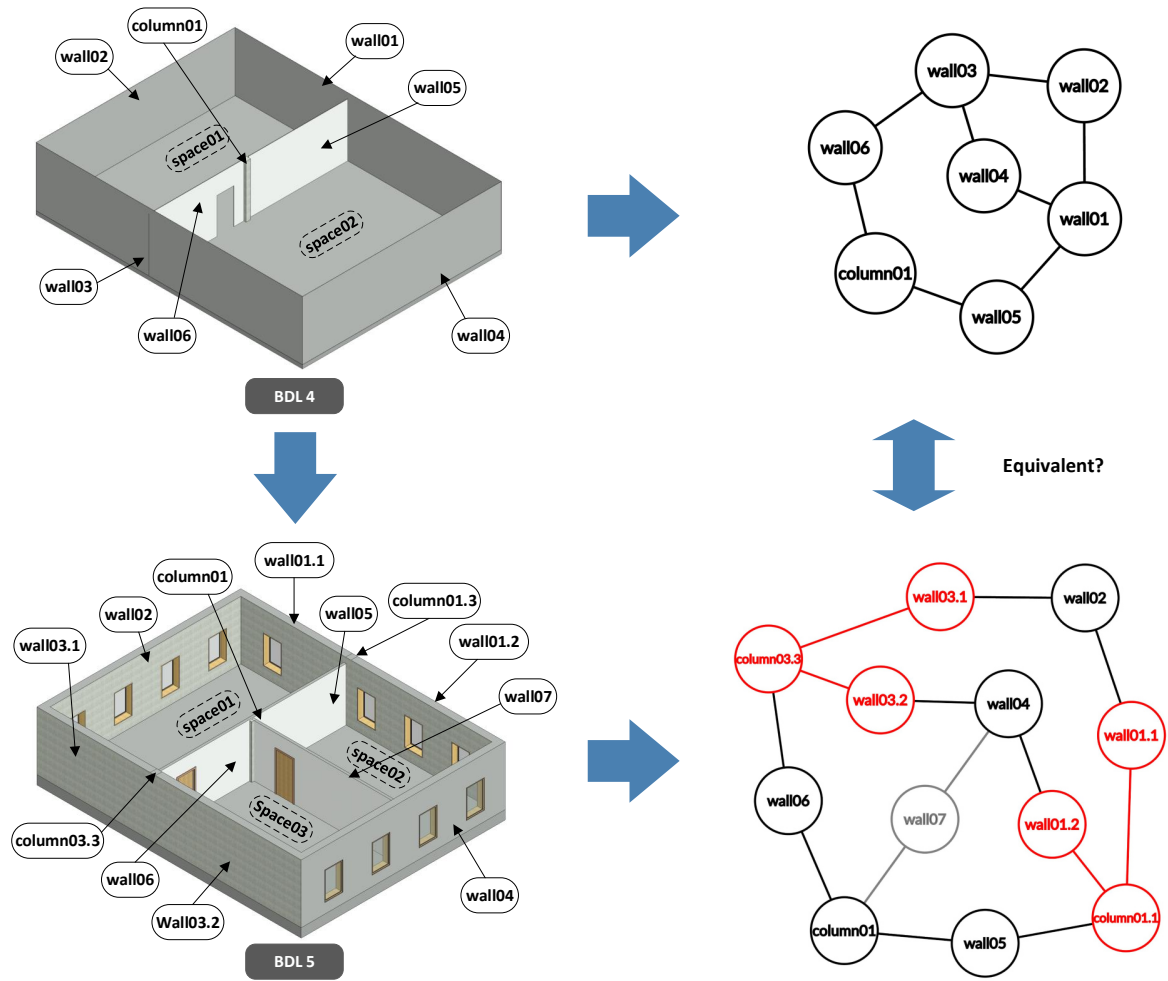 column01
wall01
wall02
wall05
space01
space02
wall03
wall06
wall04
BDL 4
wall03
wall02
wall06
wall04
wall01
column01
wall05
Equivalent?
wall01.1
column01
wall02
wall05
column01.3
wall03.1
wall01.2
wall07
space01
space02
Space03
column03.3
wall06
Wall03.2
wall04
BDL 5
wall03.1
wall02
column03.3
wall03.2
wall04
wall01.1
wall06
wall07
wall01.2
column01
wall05
column01.1